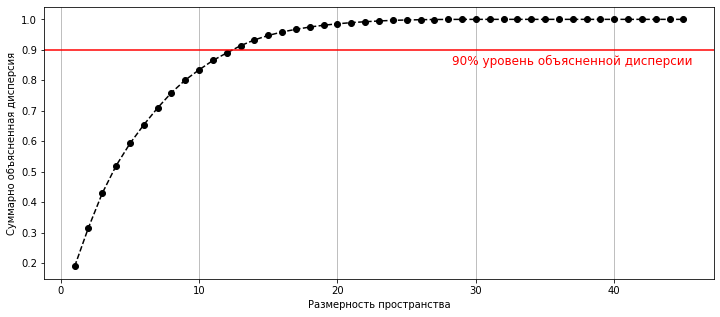 1.0
0.9
0.8
0.7
0.6
0.5
0.4
0.3
0.2
Суммарно объясненная дисперсия
90% уровень объясненной дисперсии
0 10 20 30 40
Размерность пространства